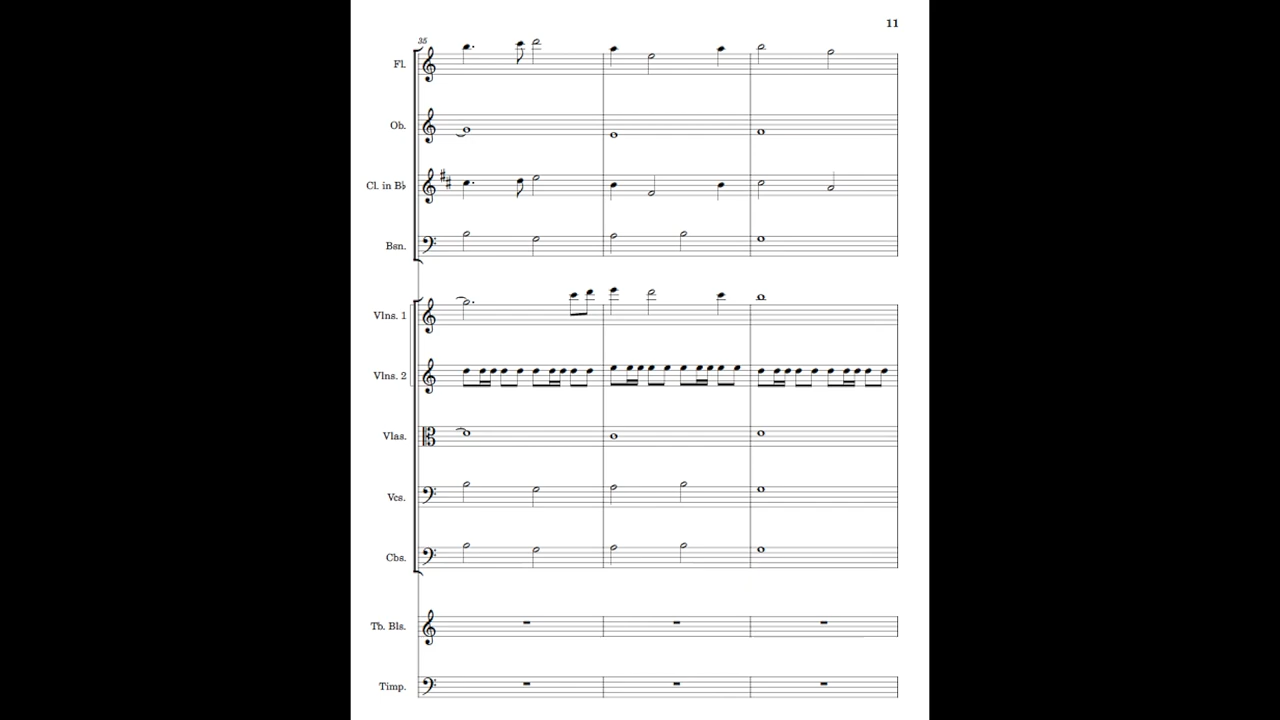 11
35
Fl.
Ob.
Cl. in B♭
Bsn.
Vlns. 1
Vlns. 2
Vlas.
Vcs.
Cbs.
Tb. Bls.
Timp.